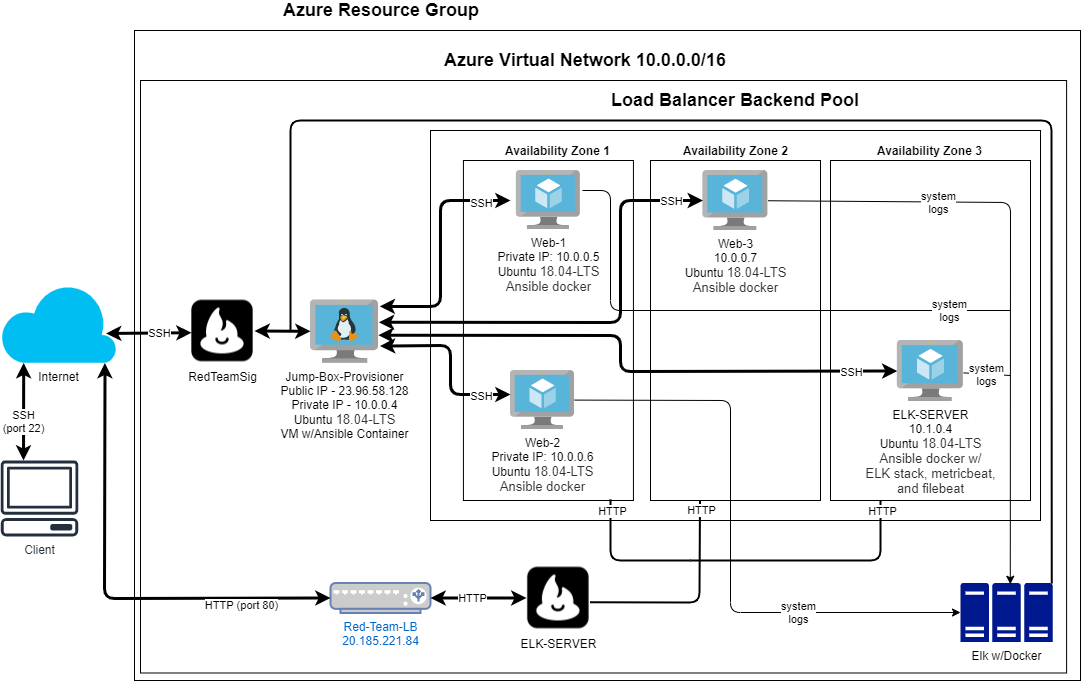 Azure Resource Group
Azure Virtual Network 10.0.0.0/16
Load Balancer Backend Pool
Availability Zone 1
Availability Zone 2
Availability Zone 3
SSH
Web-1
Private IP: 10.0.0.5
Ubuntu 18.04-LTS
Ansible docker
SSH
Web-3
10.0.0.7
Ubuntu 18.04-LTS
Ansible docker
system
logs
system
logs
Internet
SSH
RedTeamSig
Jump-Box-Provisioner
Public IP - 23.96.58.128
Private IP - 10.0.0.4
Ubuntu 18.04-LTS
VM w/Ansible Container
SSH
Web-2
Private IP: 10.0.0.6
Ubuntu 18.04-LTS
Ansible docker
SSH
system
logs
ELK-SERVER
10.1.0.4
Ubuntu 18.04-LTS
Ansible docker w/
ELK stack, metricbeat,
and filebeat
SSH
(port 22)
Client
HTTP
HTTP
HTTP
HTTP (port 80)
Red-Team-LB
20.185.221.84
HTTP
ELK-SERVER
system
logs
Elk w/Docker